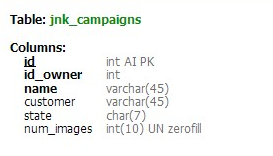 Table: jnk_campaigns
Columns:
id int AI PK
id_owner int
name varchar(45)
customer varchar(45)
state char(7)
num_images int(10) UN zerofill